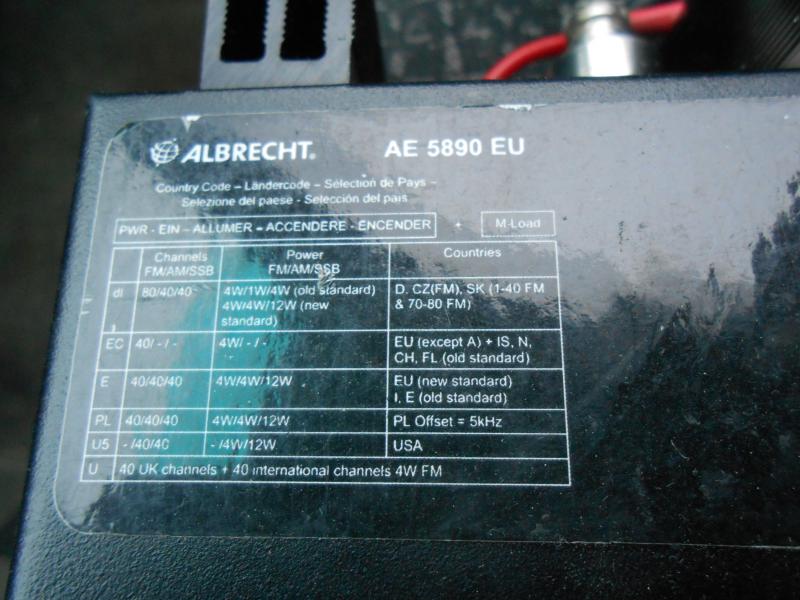 ALBRECHT® AE 5890 EU
Country Code – Ländercode – Sélection de Pays –
Selezione del paese - Selección del país
PWR - EIN – ALLUMER – ACCENDERE - ENCENDER + M-Load
Channels Power Countries
FM/AM/SSB FM/AM/SSB
dI 80/40/40 4W/1W/4W (old standard) D, CZ(FM), SK (1-40 FM
4W/4W/12W (new & 70-80 FM)
standard)
EC 40/ - / - 4W/ - / - EU (except A) + IS, N,
CH, FL (old standard)
E 40/40/40 4W/4W/12W EU (new standard)
I, E (old standard)
PL 40/40/40 4W/4W/12W PL Offset = 5kHz
U5 - /40/40 - /4W/12W USA
U 40 UK channels + 40 international channels 4W FM